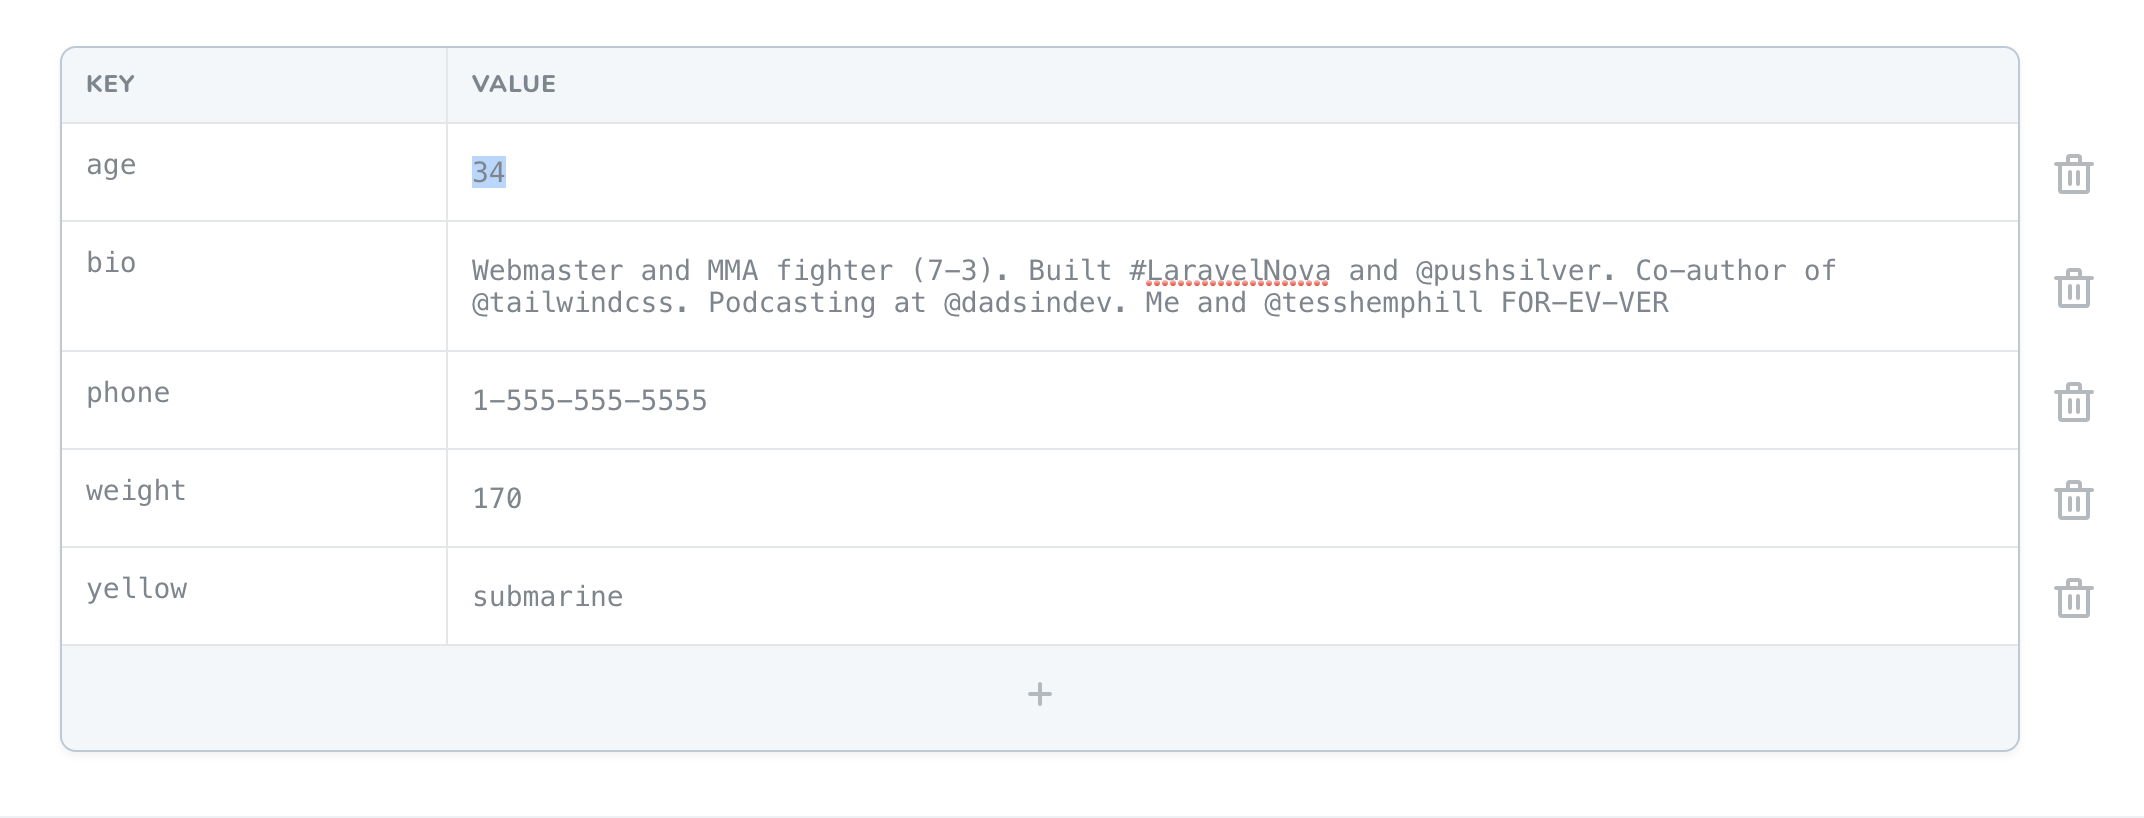 KEY VALUE
age 34
bio Webmaster and MMA fighter (7-3). Built #LaravelNova and @pushsilver. Co-author of
@tailwindcss. Podcasting at @dadsindev. Me and @tesshemphill FOR-EV-VER
phone 1-555-555-5555
weight 170
yellow submarine